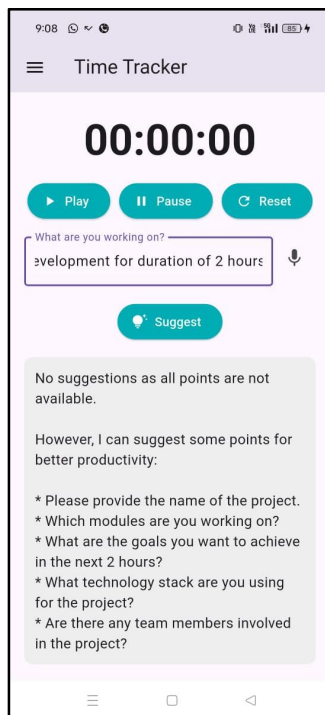 9:08
85
Time Tracker
00:00:00
Play
Pause
Reset
What are you working on?
evelopment for duration of 2 hours
Suggest
No suggestions as all points are not
available.
However, I can suggest some points for
better productivity:
* Please provide the name of the project.
* Which modules are you working on?
* What are the goals you want to achieve
in the next 2 hours?
* What technology stack are you using
for the project?
* Are there any team members involved
in the project?